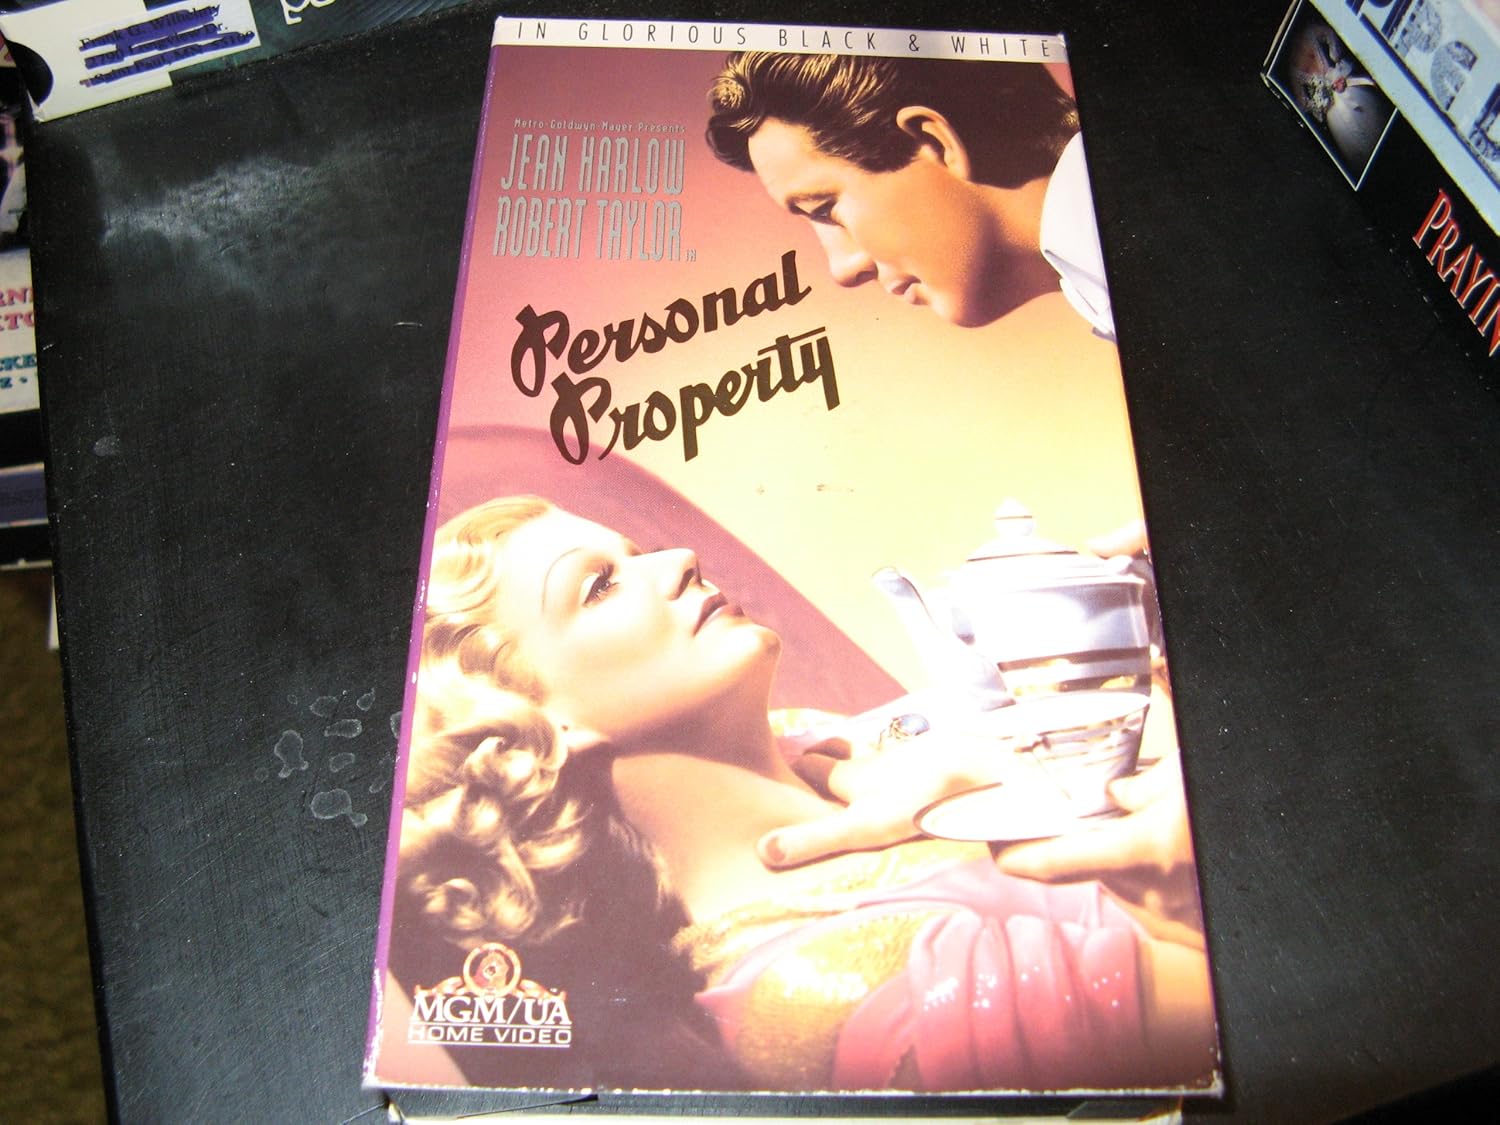 IN GLORIOUS BLACK & WHITE
Metro-Goldwyn-Mayer Presents
JEAN HARLOW
ROBERT TAYLOR
IN
Personal
Property
MGM/UA
HOME VIDEO
PRAYIN